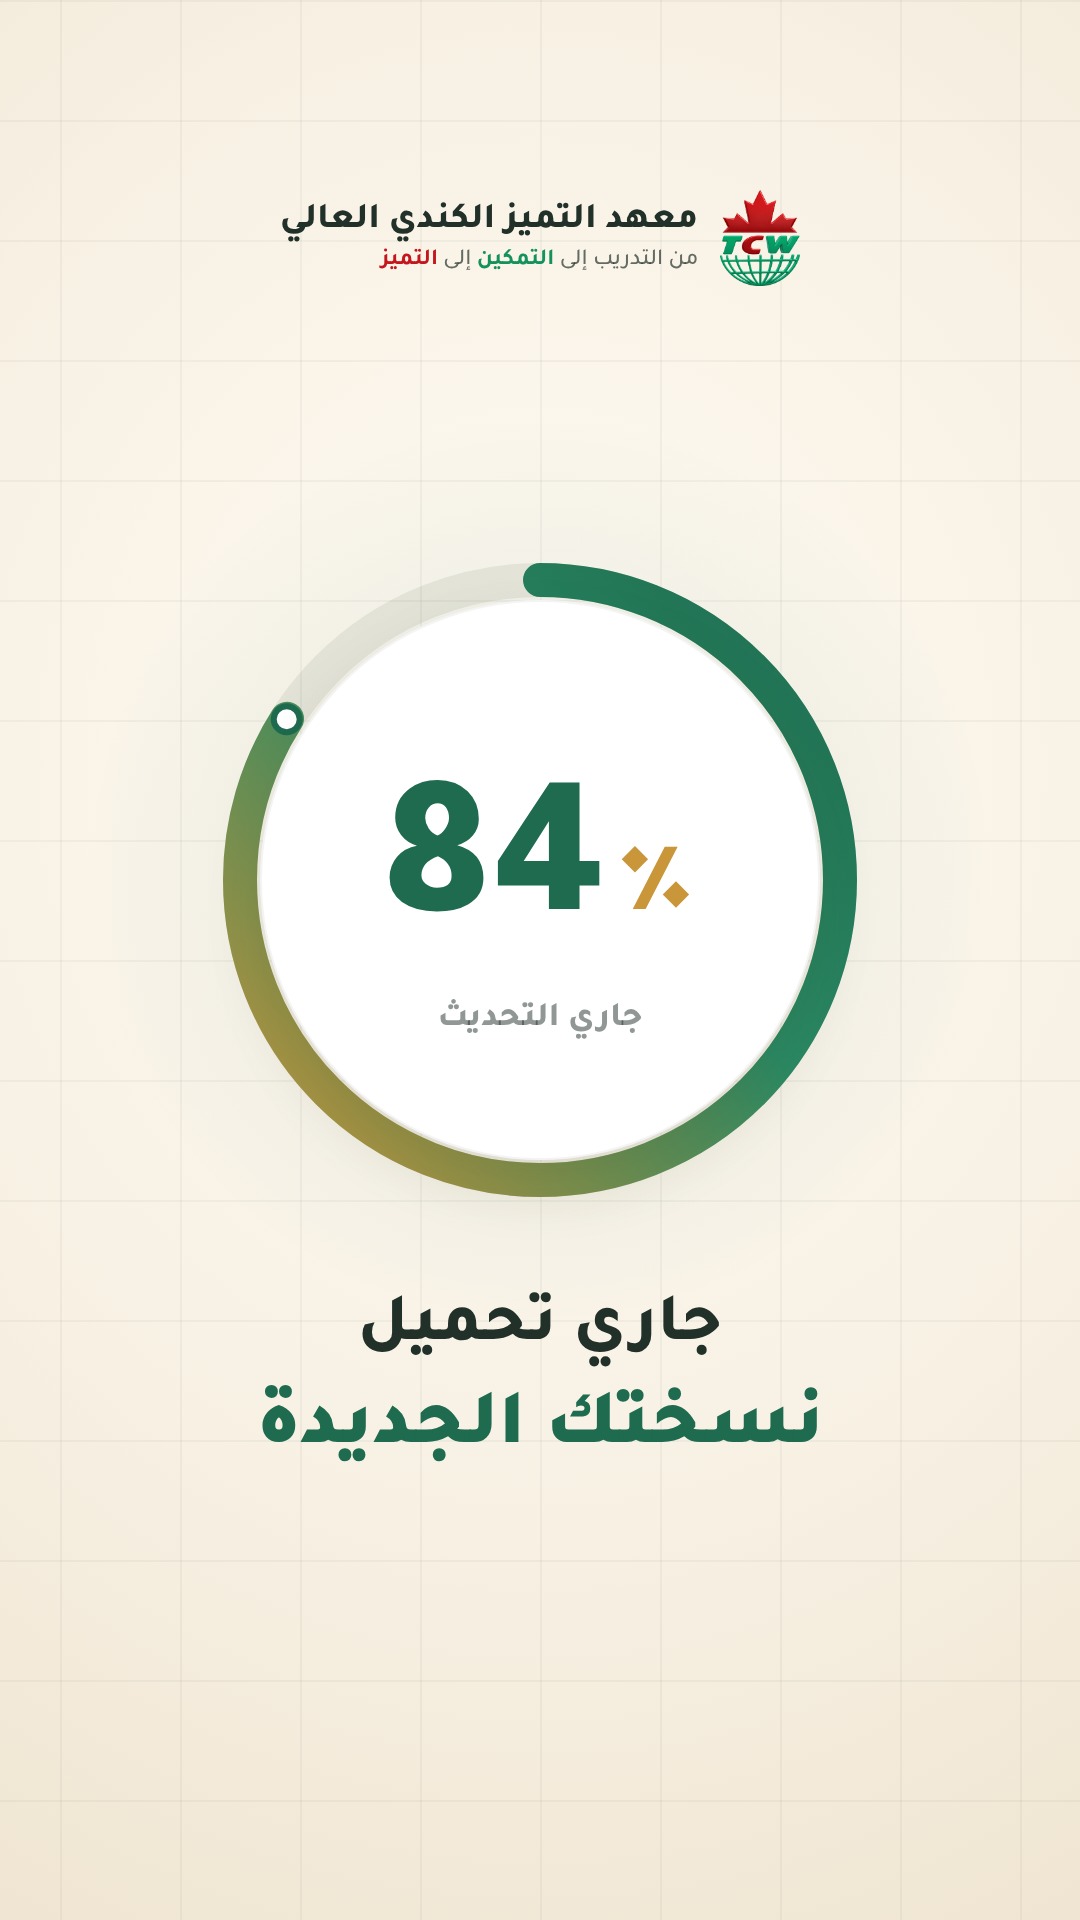 معهد التميز الكندي العالي
من التدريب إلى التمكين إلى التميز
TCW
84 %
جاري التحديث
جاري تحميل
نسختك الجديدة